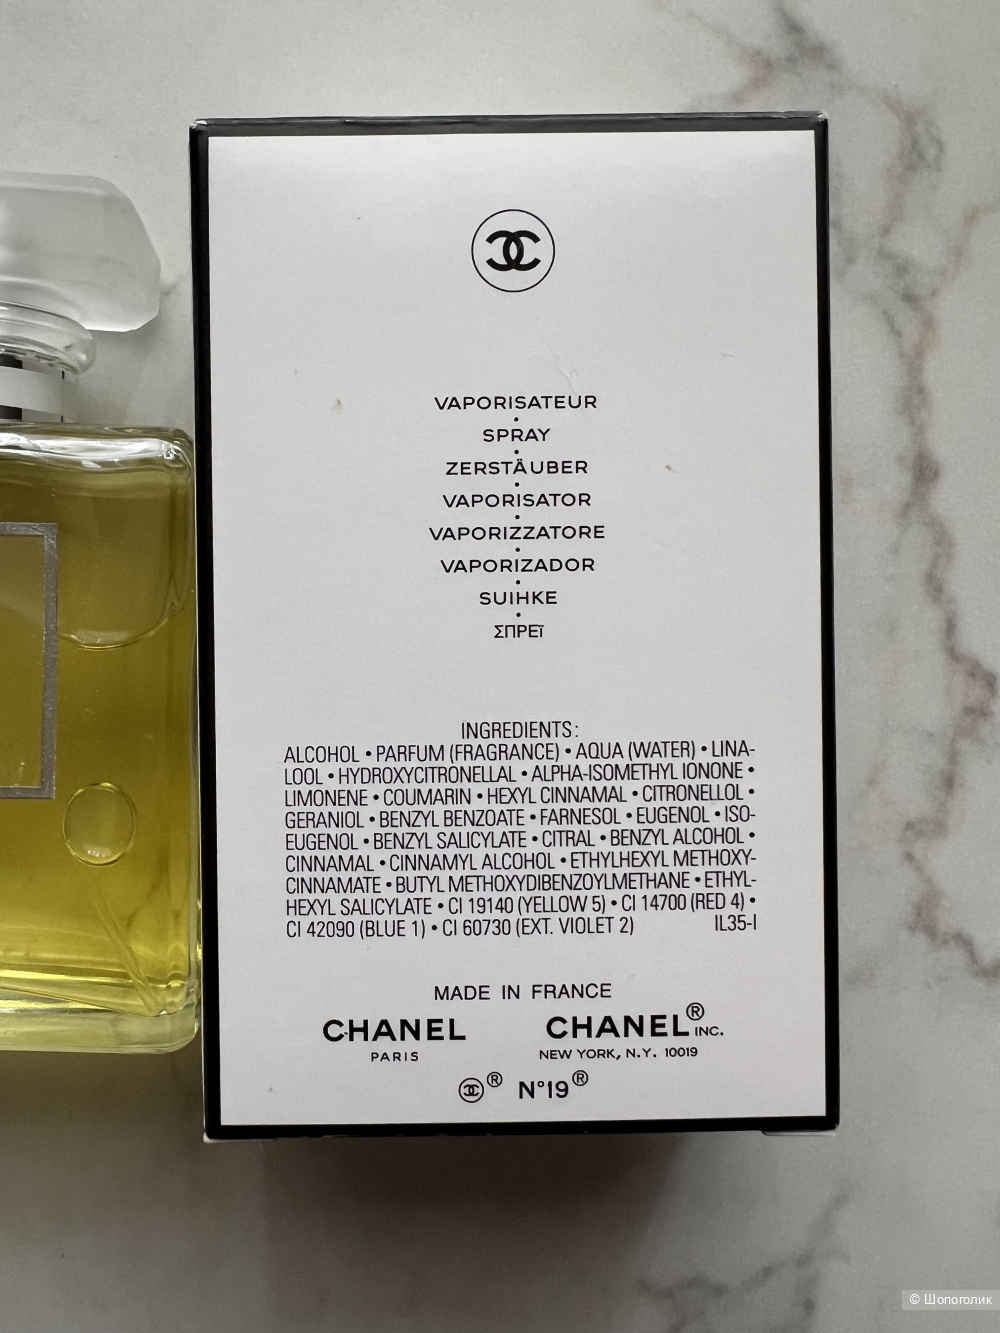 VAPORISATEUR
•
SPRAY
•
ZERSTÄUBER
•
VAPORISATOR
•
VAPORIZZATORE
•
VAPORIZADOR
•
SUIHKE
•
ΣΠΡΕϊ
INGREDIENTS:
ALCOHOL • PARFUM (FRAGRANCE) • AQUA (WATER) • LINA-
LOOL • HYDROXYCITRONELLAL • ALPHA-ISOMETHYL IONONE •
LIMONENE • COUMARIN • HEXYL CINNAMAL • CITRONELLOL •
GERANIOL • BENZYL BENZOATE • FARNESOL • EUGENOL • ISO-
EUGENOL • BENZYL SALICYLATE • CITRAL • BENZYL ALCOHOL •
CINNAMAL • CINNAMYL ALCOHOL • ETHYLHEXYL METHOXY-
CINNAMATE • BUTYL METHOXYDIBENZOYLMETHANE • ETHYL-
HEXYL SALICYLATE • CI 19140 (YELLOW 5) • CI 14700 (RED 4) •
CI 42090 (BLUE 1) • CI 60730 (EXT. VIOLET 2) IL35-I
MADE IN FRANCE
CHANEL CHANEL® INC.
PARIS NEW YORK, N.Y. 10019
® N°19®
© Шопоголик